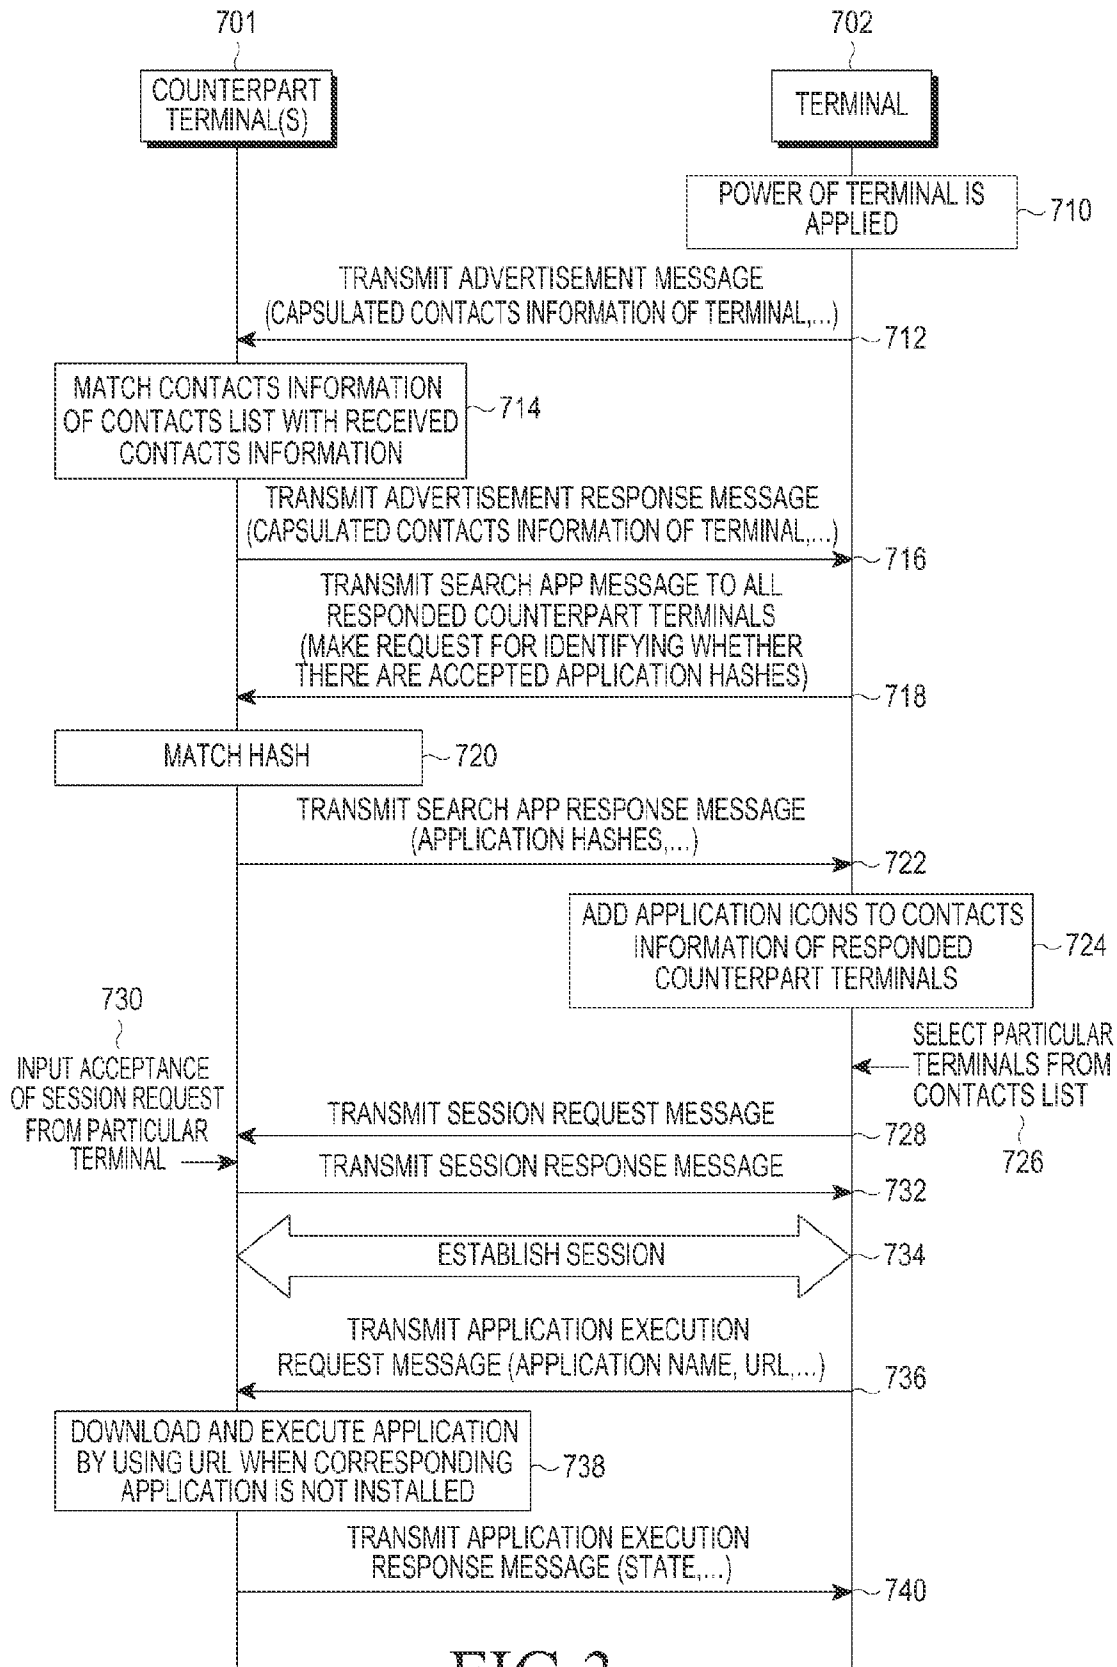 701
702
COUNTERPART
TERMINAL(S)
TERMINAL
POWER OF TERMINAL IS
APPLIED
710
TRANSMIT ADVERTISEMENT MESSAGE
(CAPSULATED CONTACTS INFORMATION OF TERMINAL,...)
712
MATCH CONTACTS INFORMATION
OF CONTACTS LIST WITH RECEIVED
CONTACTS INFORMATION
714
TRANSMIT ADVERTISEMENT RESPONSE MESSAGE
(CAPSULATED CONTACTS INFORMATION OF TERMINAL,...)
716
TRANSMIT SEARCH APP MESSAGE TO ALL
RESPONDED COUNTERPART TERMINALS
(MAKE REQUEST FOR IDENTIFYING WHETHER
THERE ARE ACCEPTED APPLICATION HASHES)
718
MATCH HASH
720
TRANSMIT SEARCH APP RESPONSE MESSAGE
(APPLICATION HASHES,...)
722
ADD APPLICATION ICONS TO CONTACTS
INFORMATION OF RESPONDED
COUNTERPART TERMINALS
724
730
INPUT ACCEPTANCE
OF SESSION REQUEST
FROM PARTICULAR
TERMINAL
SELECT PARTICULAR
TERMINALS FROM
CONTACTS LIST
726
TRANSMIT SESSION REQUEST MESSAGE
728
TRANSMIT SESSION RESPONSE MESSAGE
732
ESTABLISH SESSION
734
TRANSMIT APPLICATION EXECUTION
REQUEST MESSAGE (APPLICATION NAME, URL,...)
736
DOWNLOAD AND EXECUTE APPLICATION
BY USING URL WHEN CORRESPONDING
APPLICATION IS NOT INSTALLED
738
TRANSMIT APPLICATION EXECUTION
RESPONSE MESSAGE (STATE,...)
740